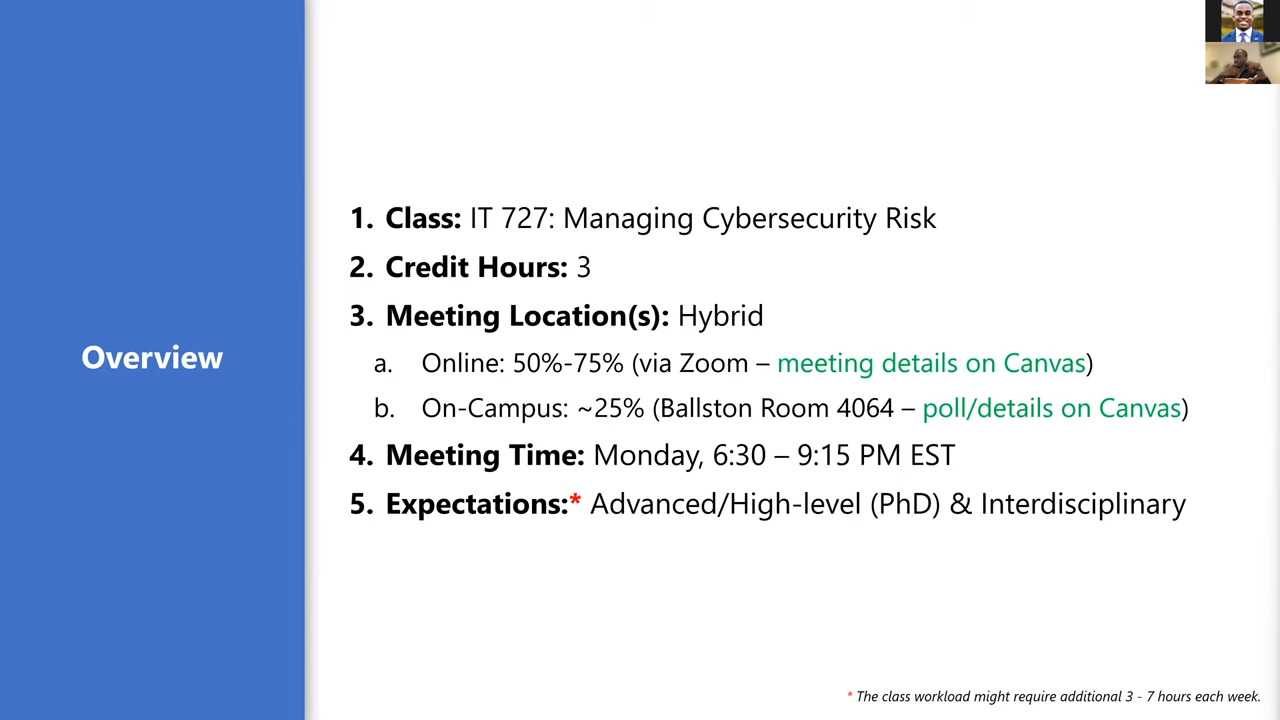 Overview
1. Class: IT 727: Managing Cybersecurity Risk
2. Credit Hours: 3
3. Meeting Location(s): Hybrid
a. Online: 50%-75% (via Zoom – meeting details on Canvas)
b. On-Campus: ~25% (Ballston Room 4064 – poll/details on Canvas)
4. Meeting Time: Monday, 6:30 – 9:15 PM EST
5. Expectations:* Advanced/High-level (PhD) & Interdisciplinary
* The class workload might require additional 3 - 7 hours each week.